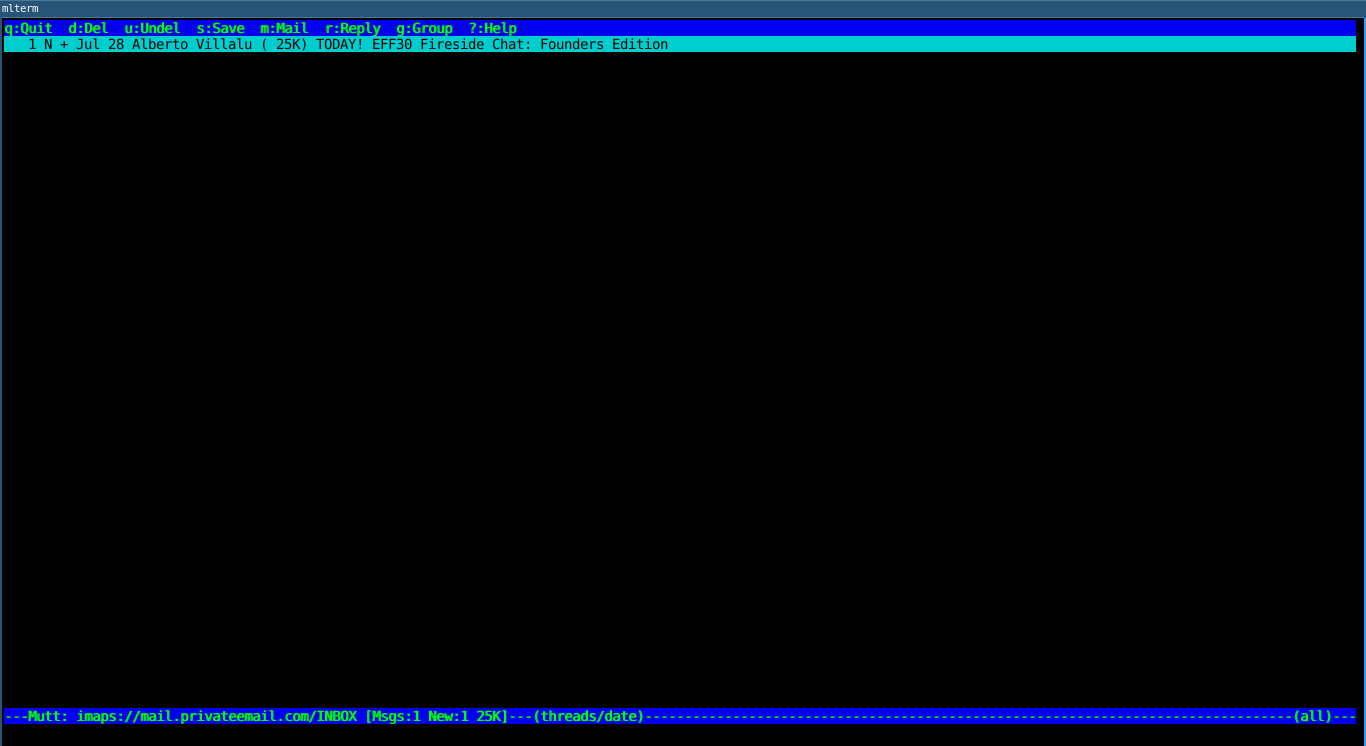 mlterm
q:Quit  d:Del  u:Undel  s:Save  m:Mail  r:Reply  g:Group  ?:Help
1 N + Jul 28 Alberto Villalu ( 25K) TODAY! EFF30 Fireside Chat: Founders Edition
---Mutt: imaps://mail.privateemail.com/INBOX [Msgs:1 New:1 25K]---(threads/date)---------------------------------------------------------------------------------(all)---